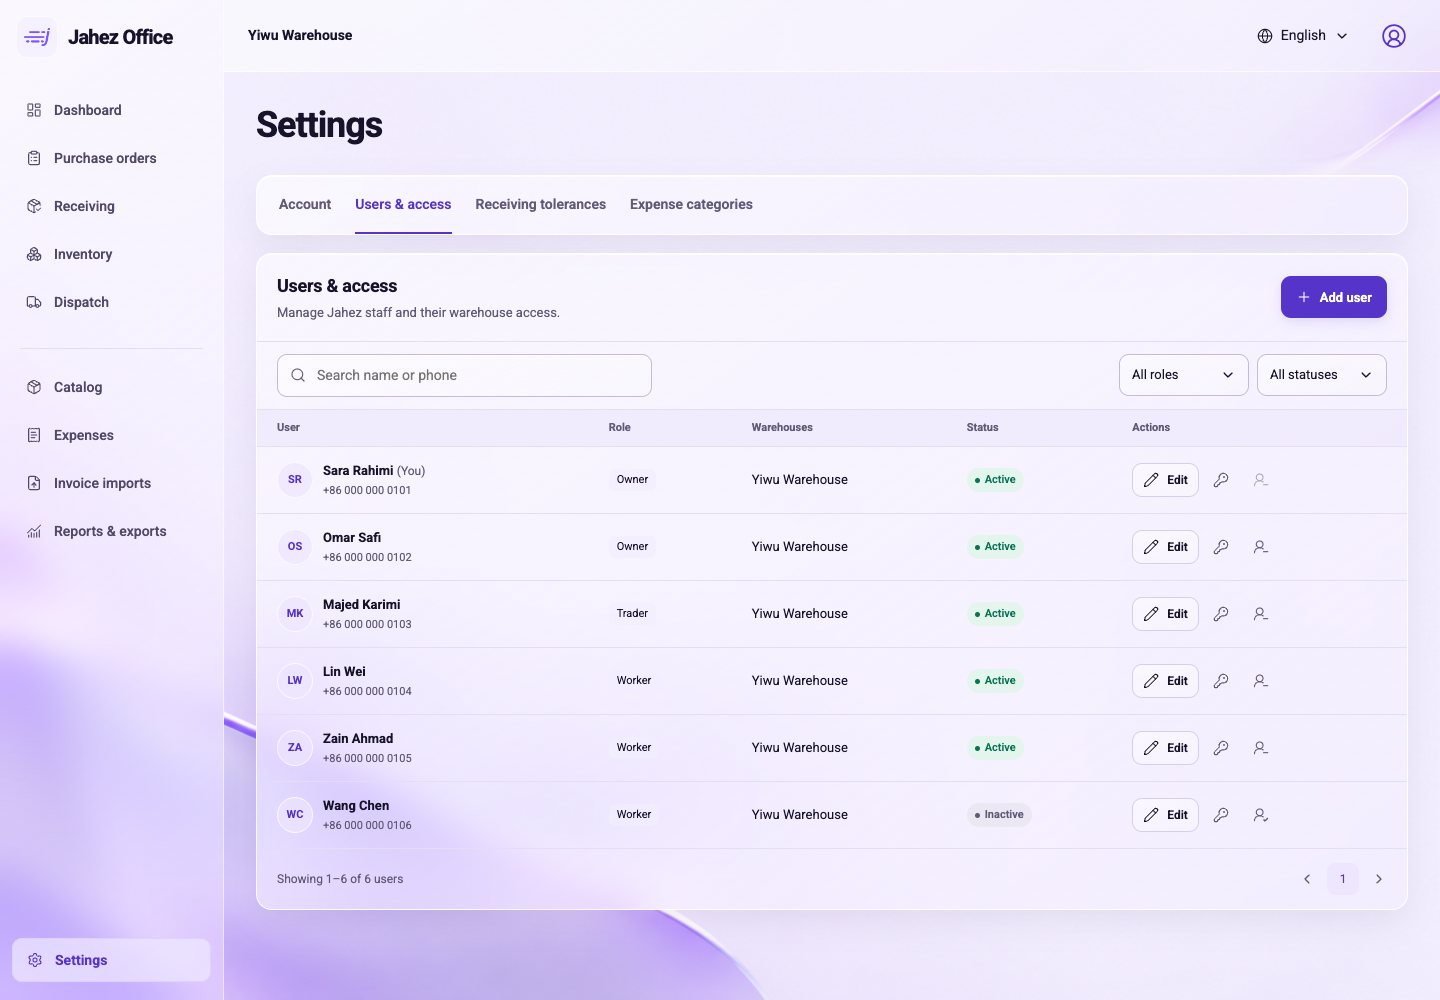 Jahez Office
Yiwu Warehouse
English
Dashboard
Purchase orders
Receiving
Inventory
Dispatch
Catalog
Expenses
Invoice imports
Reports & exports
Settings
Settings
Account
Users & access
Receiving tolerances
Expense categories
Users & access
Manage Jahez staff and their warehouse access.
Add user
Search name or phone
All roles
All statuses
User Role Warehouses Status Actions
SR Sara Rahimi (You) Owner Yiwu Warehouse Active Edit
+86 000 000 0101
OS Omar Safi Owner Yiwu Warehouse Active Edit
+86 000 000 0102
MK Majed Karimi Trader Yiwu Warehouse Active Edit
+86 000 000 0103
LW Lin Wei Worker Yiwu Warehouse Active Edit
+86 000 000 0104
ZA Zain Ahmad Worker Yiwu Warehouse Active Edit
+86 000 000 0105
WC Wang Chen Worker Yiwu Warehouse Inactive Edit
+86 000 000 0106
Showing 1–6 of 6 users
1